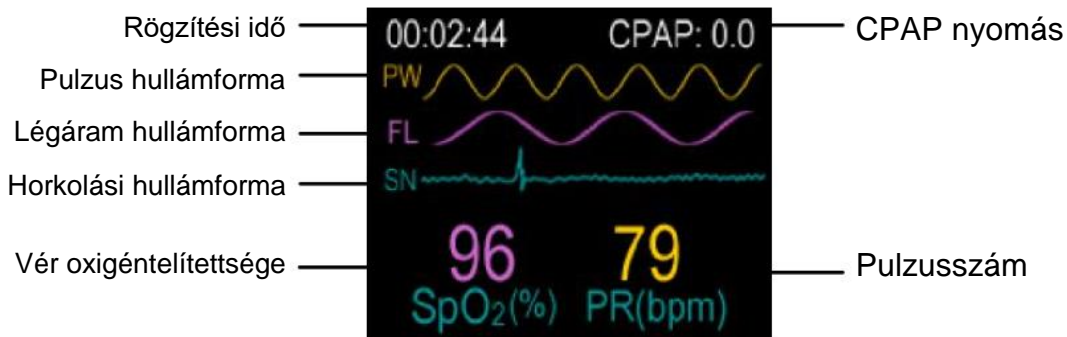 Rögzítési idő
00:02:44 CPAP: 0.0
CPAP nyomás
Pulzus hullámforma
PW
Légáram hullámforma
FL
Horkolási hullámforma
SN
Vér oxigéntelítettsége
96 79
Pulzusszám
SpO₂(%) PR(bpm)